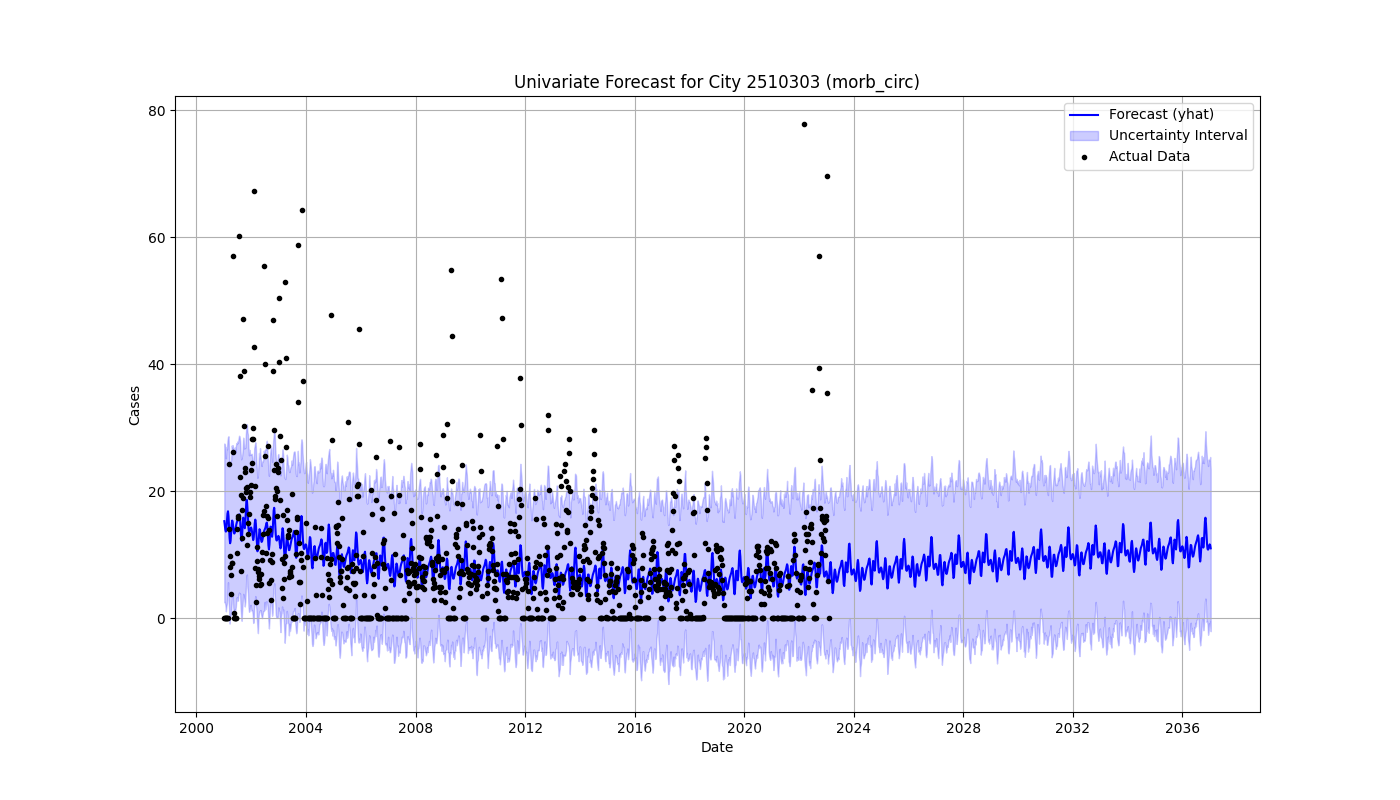 Univariate Forecast for City 2510303 (morb_circ)
Forecast (yhat)
Uncertainty Interval
Actual Data
80
60
40
20
0
Cases
2000 2004 2008 2012 2016 2020 2024 2028 2032 2036
Date